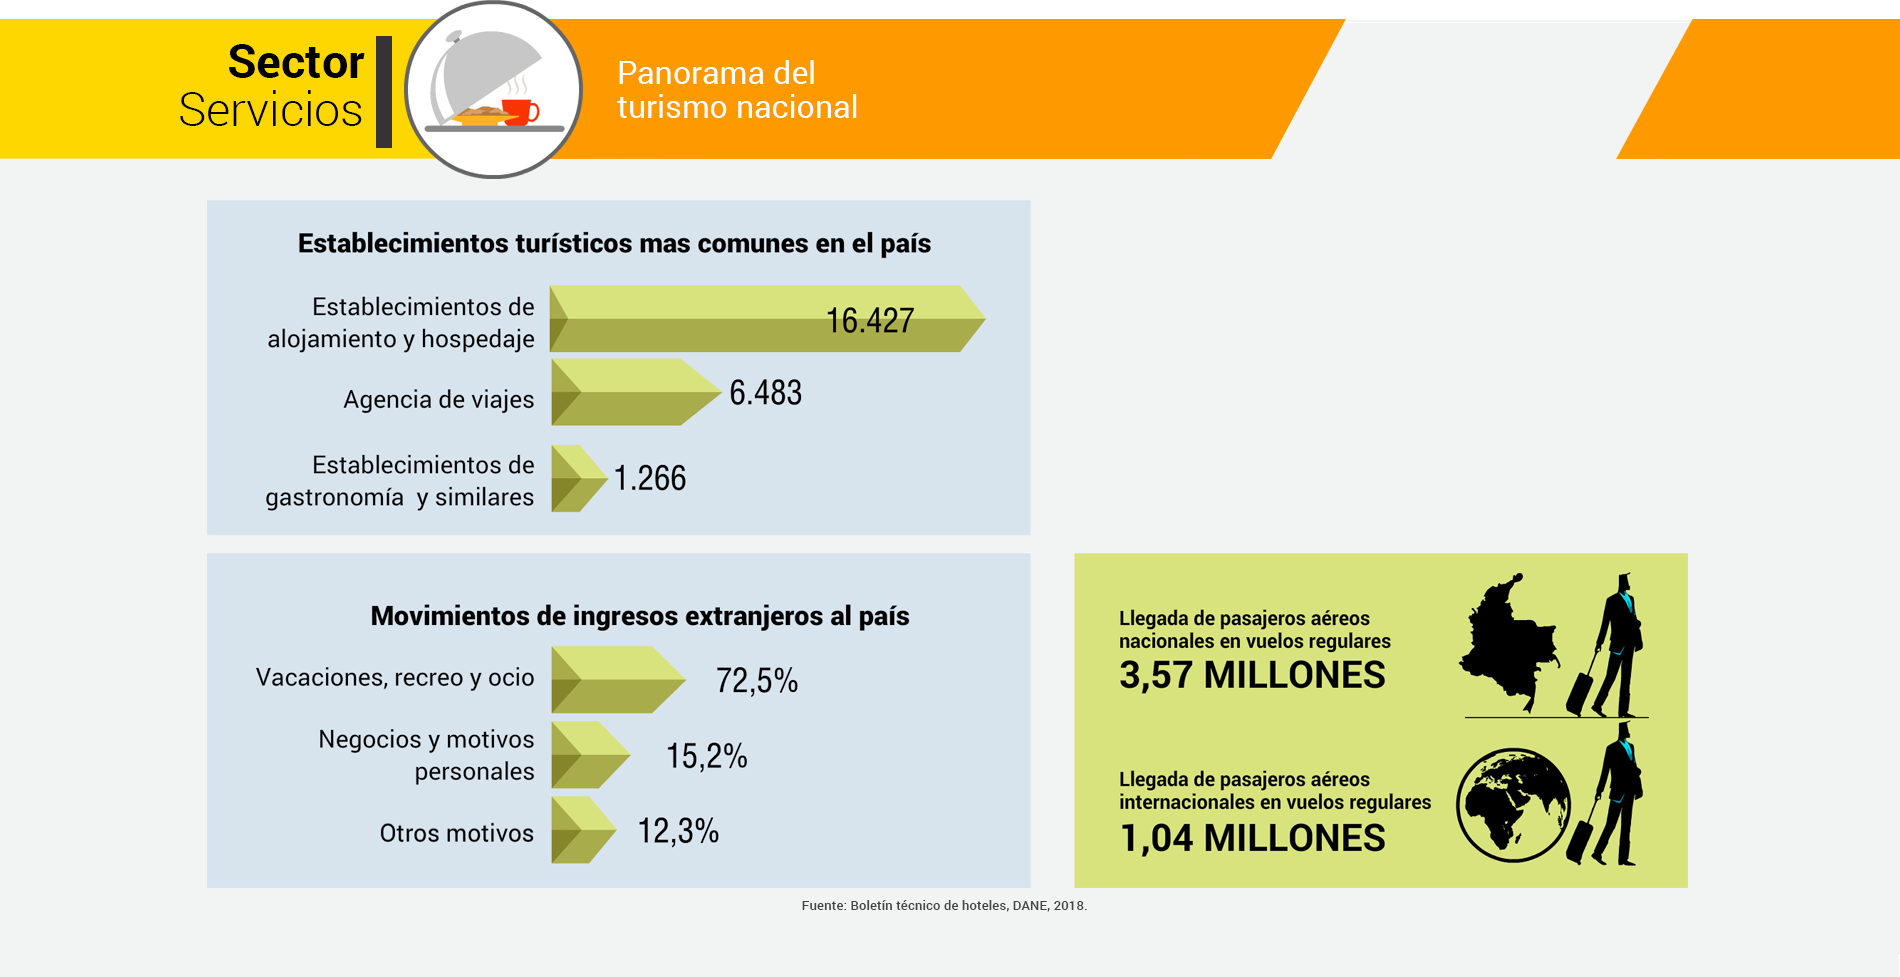 Sector
Servicios
Panorama del
turismo nacional
Establecimientos turísticos mas comunes en el país
Establecimientos de
alojamiento y hospedaje
16.427
Agencia de viajes
6.483
Establecimientos de
gastronomía  y similares
1.266
Movimientos de ingresos extranjeros al país
Vacaciones, recreo y ocio
72,5%
Negocios y motivos
personales
15,2%
Otros motivos
12,3%
Llegada de pasajeros aéreos
nacionales en vuelos regulares
3,57 MILLONES
Llegada de pasajeros aéreos
internacionales en vuelos regulares
1,04 MILLONES
Fuente: Boletín técnico de hoteles, DANE, 2018.